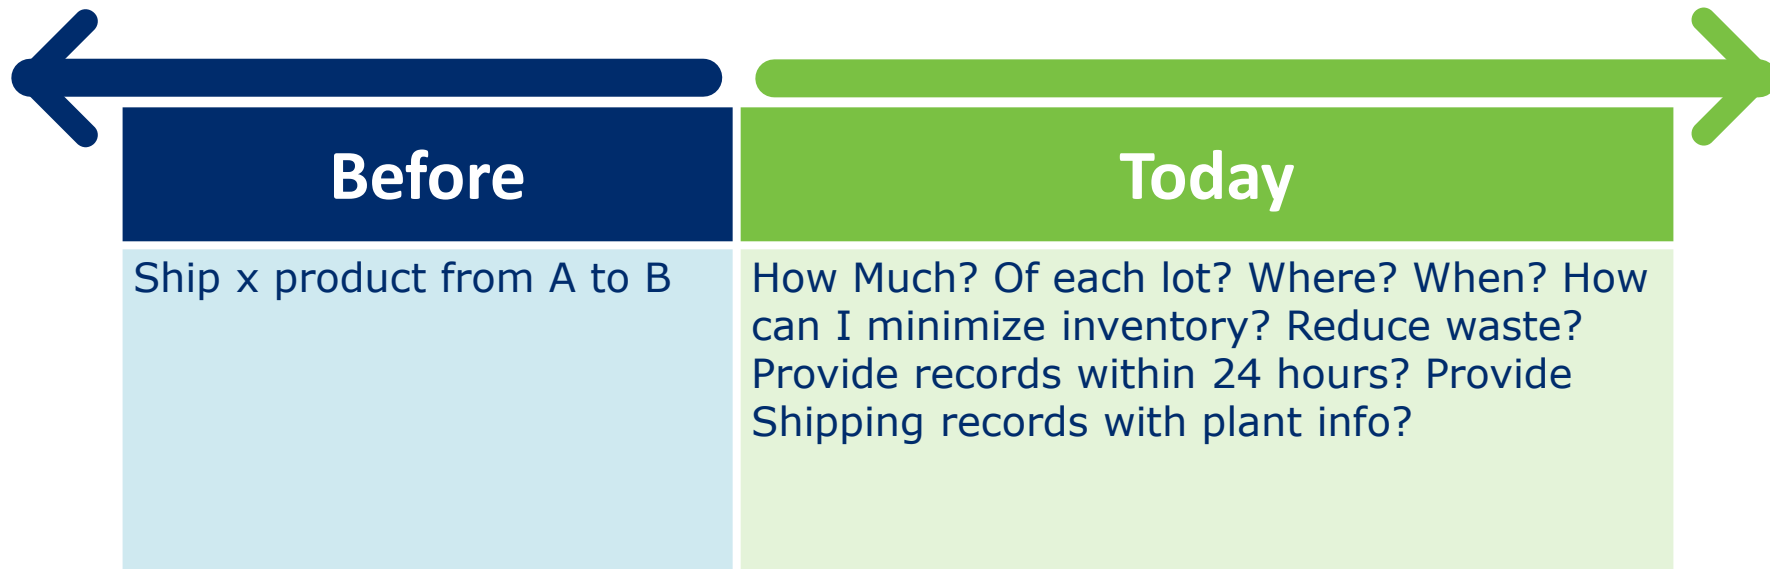 Before
Today
Ship x product from A to B
How Much? Of each lot? Where? When? How
can I minimize inventory? Reduce waste?
Provide records within 24 hours? Provide
Shipping records with plant info?